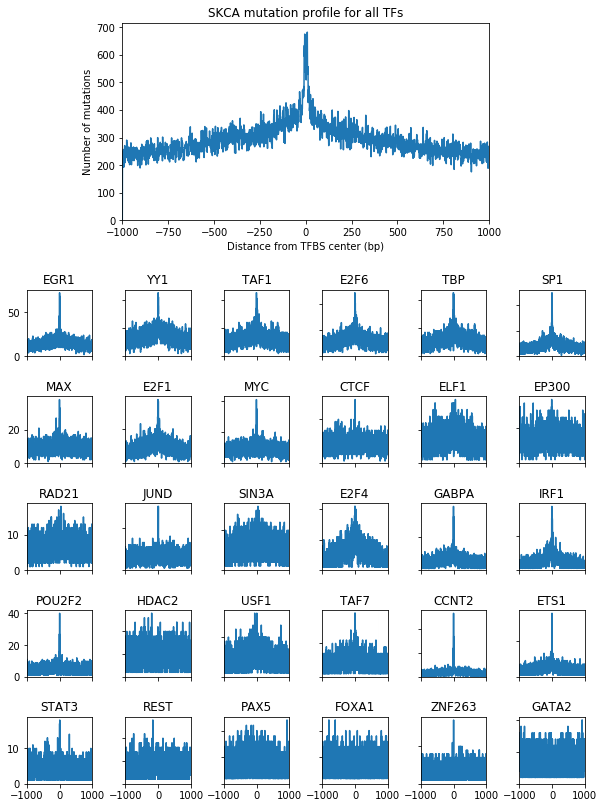 SKCA mutation profile for all TFs
700
600
500
400
300
200
100
0
Number of mutations
−1000 −750 −500 −250 0 250 500 750 1000
Distance from TFBS center (bp)
EGR1 YY1 TAF1 E2F6 TBP SP1
50
0
MAX E2F1 MYC CTCF ELF1 EP300
20
0
RAD21 JUND SIN3A E2F4 GABPA IRF1
10
0
POU2F2 HDAC2 USF1 TAF7 CCNT2 ETS1
40
20
0
STAT3 REST PAX5 FOXA1 ZNF263 GATA2
10
0
−1000 0 1000 −1000 0 1000 −1000 0 1000 −1000 0 1000 −1000 0 1000 −1000 0 1000